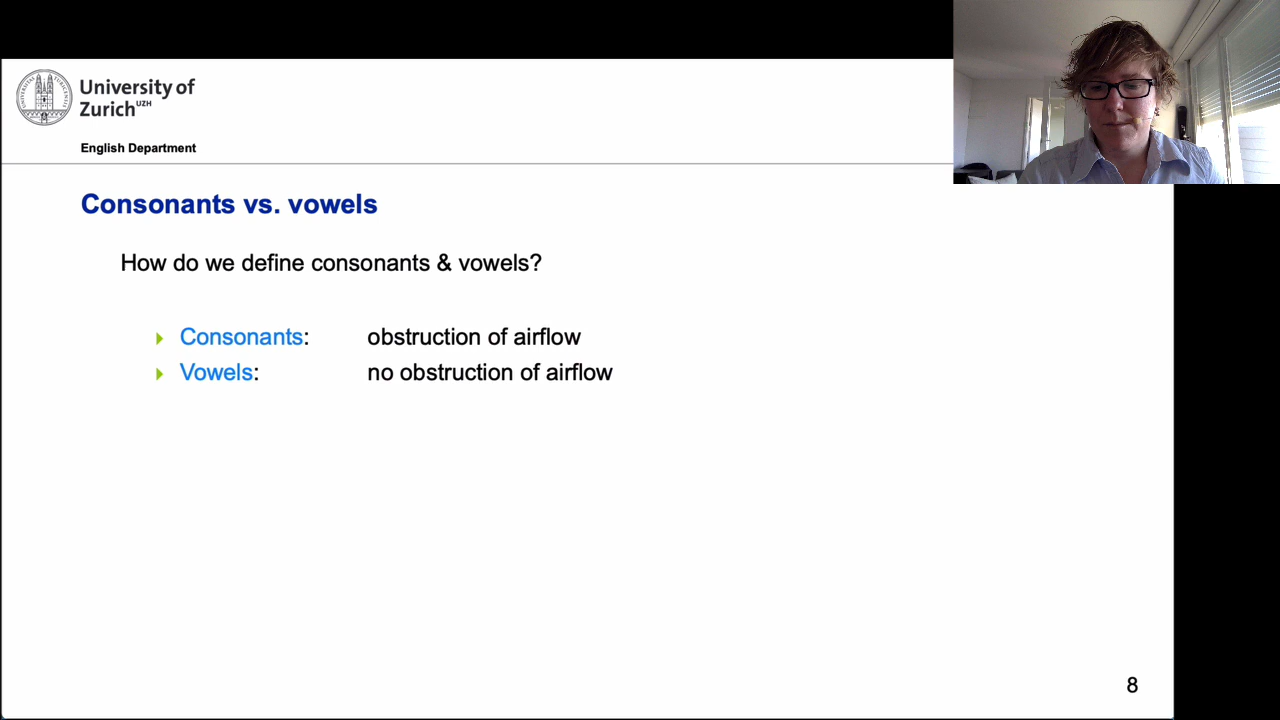 University of
Zurich UZH
English Department
Consonants vs. vowels
How do we define consonants & vowels?
Consonants: obstruction of airflow
Vowels: no obstruction of airflow
8